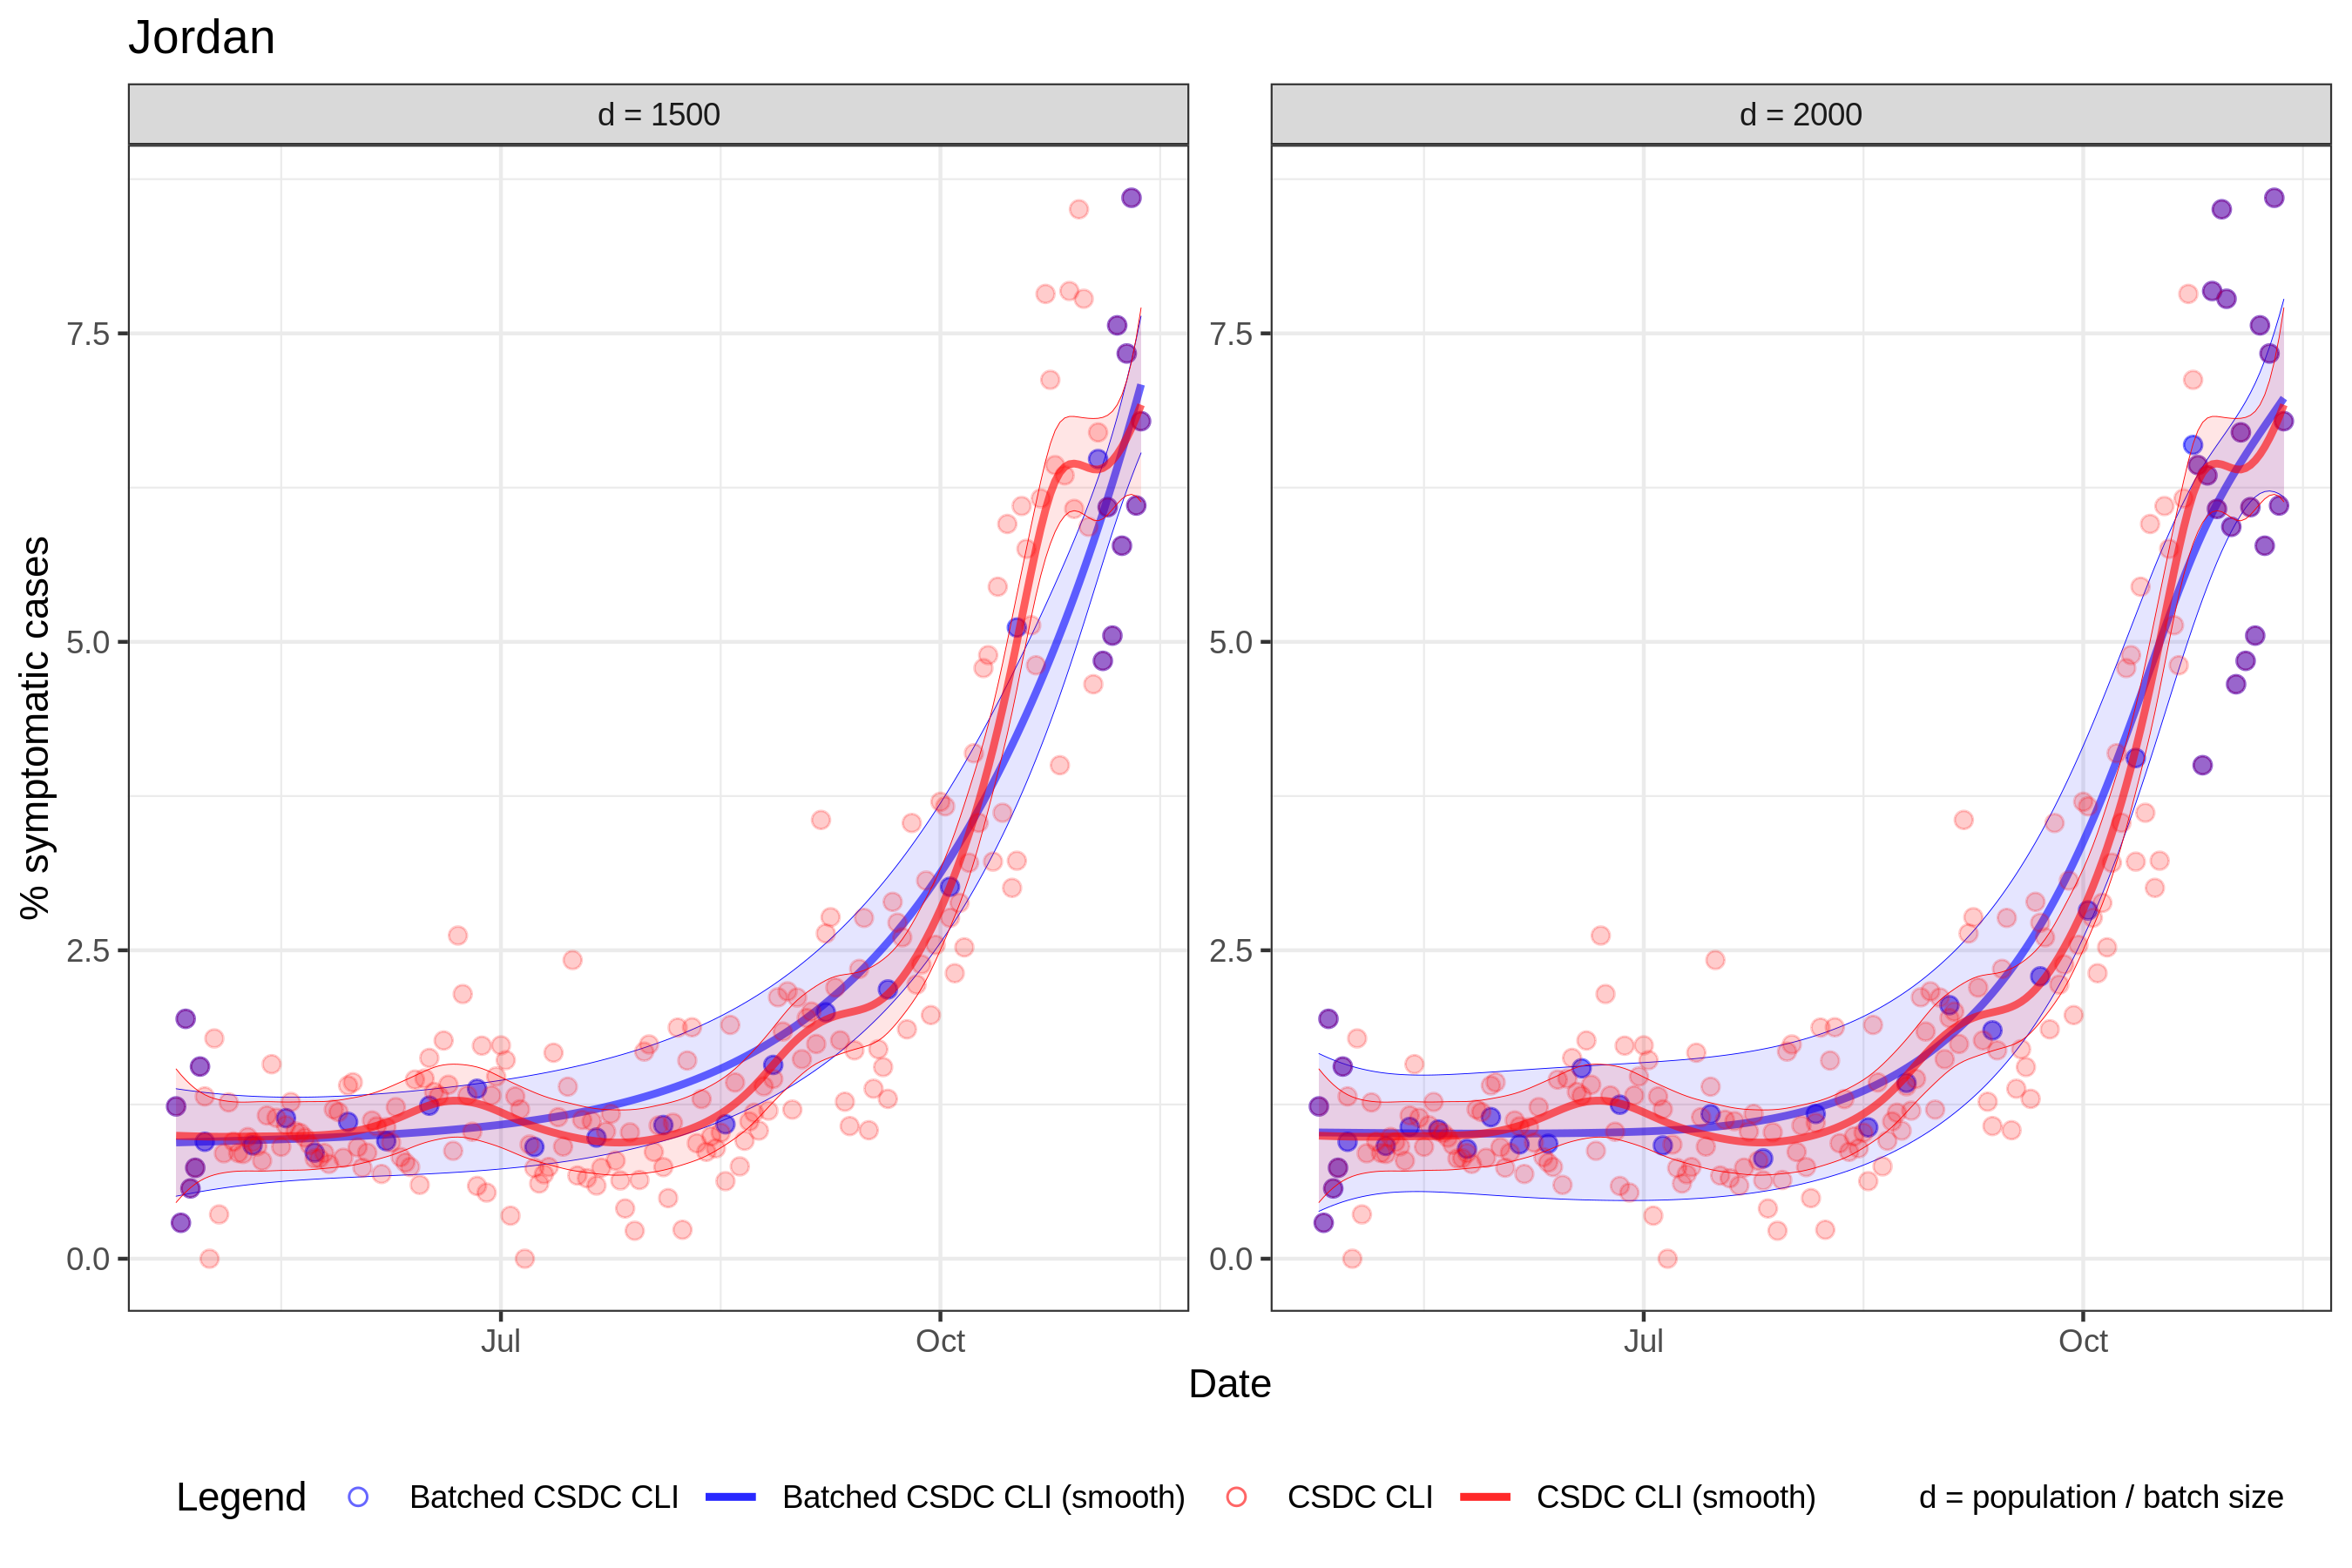 Jordan
d = 1500
d = 2000
% symptomatic cases
7.5
5.0
2.5
0.0
7.5
5.0
2.5
0.0
Jul
Oct
Jul
Oct
Date
Legend
Batched CSDC CLI
Batched CSDC CLI (smooth)
CSDC CLI
CSDC CLI (smooth)
d = population / batch size